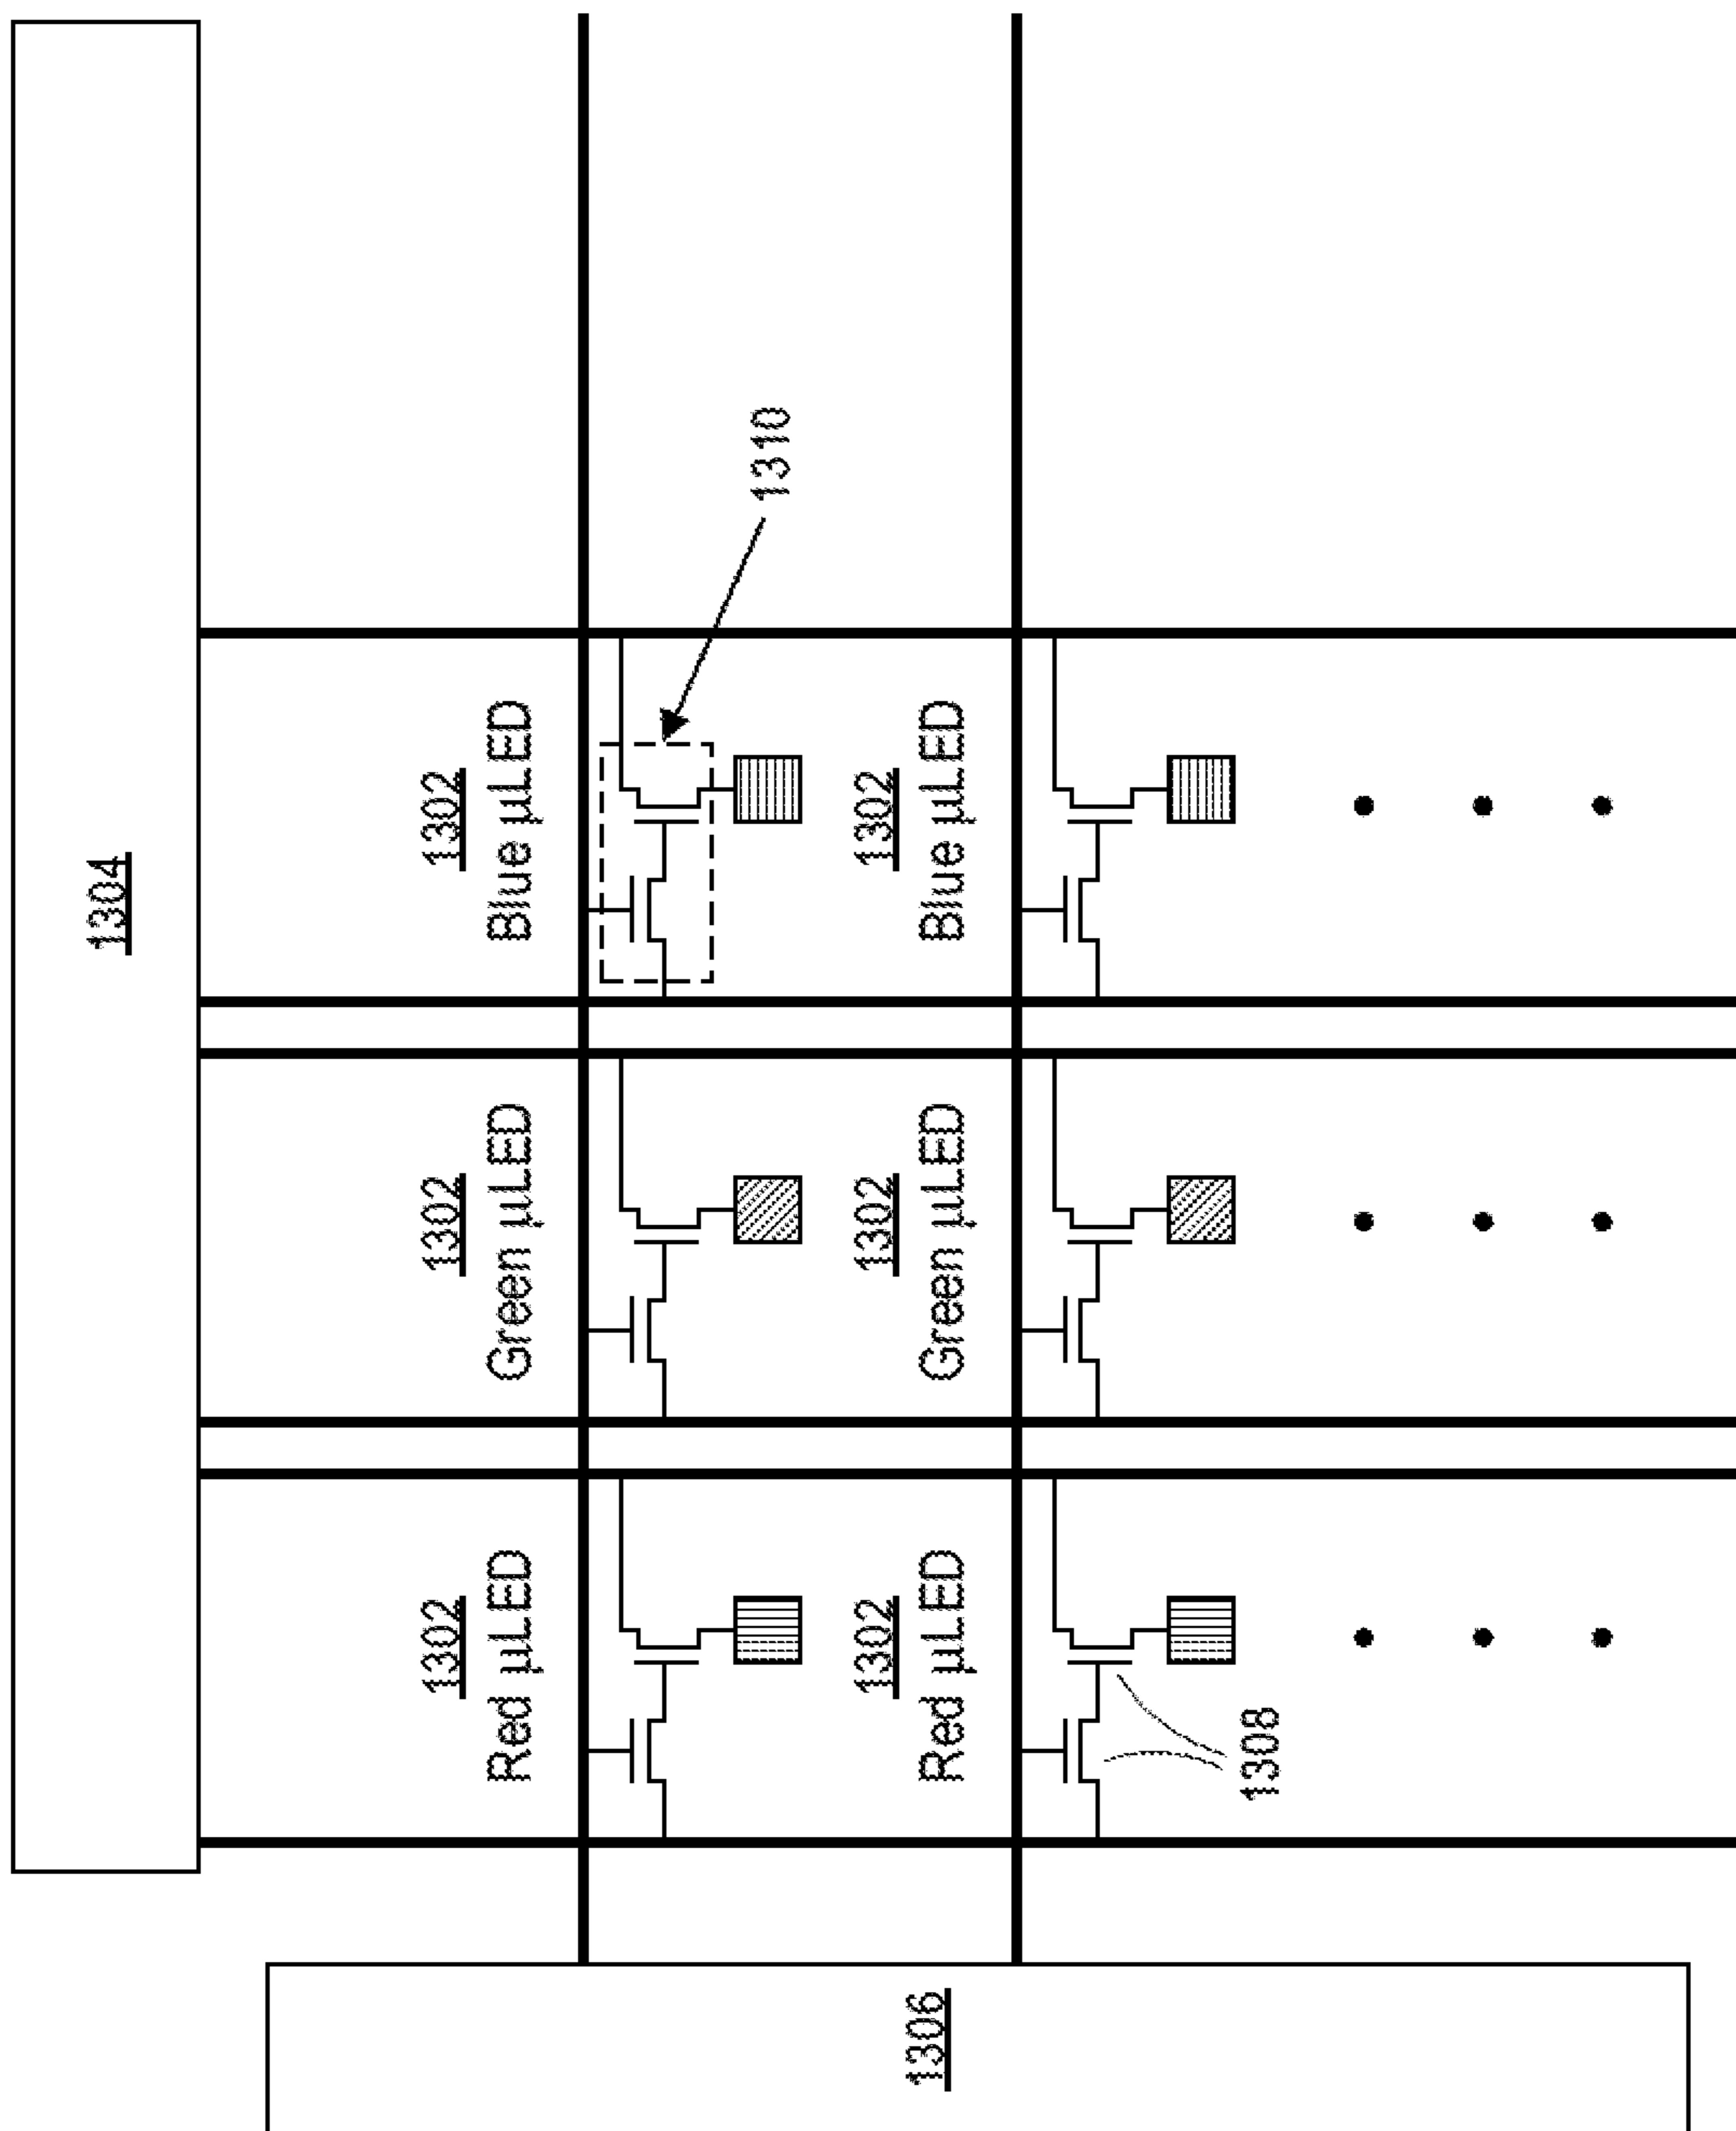 1304
1302 1302 1302
Red µLED Green µLED Blue µLED
1310
1302 1302 1302
1306
Red µLED Green µLED Blue µLED
1308